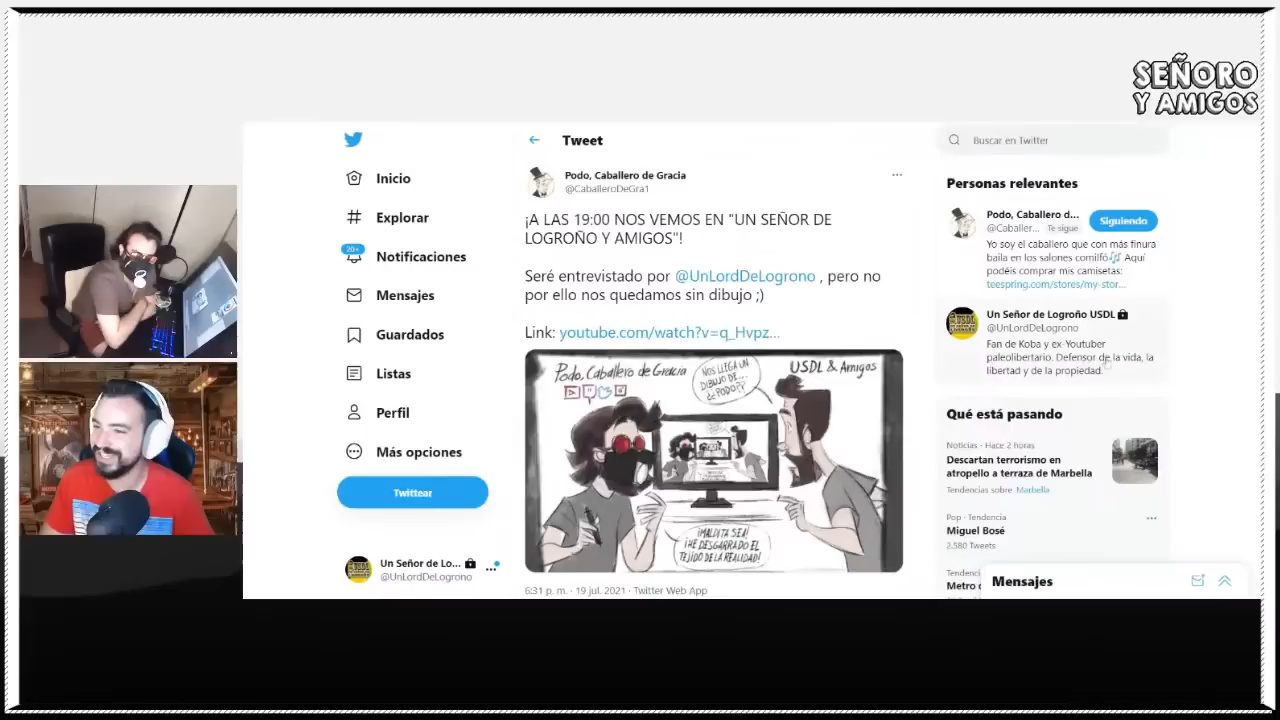 SEÑORO
Y AMIGOS
Inicio
Explorar
20+
Notificaciones
Mensajes
Guardados
Listas
Perfil
Más opciones
Twittear
Un Señor de Lo...
@UnLordDeLogrono
Tweet
Podo, Caballero de Gracia
@CaballeroDeGra1
¡A LAS 19:00 NOS VEMOS EN "UN SEÑOR DE
LOGROÑO Y AMIGOS"!
Seré entrevistado por @UnLordDeLogrono , pero no
por ello nos quedamos sin dibujo ;)
Link: youtube.com/watch?v=q_Hvpz...
Podo, Caballero de Gracia
NOS LLEGA UN
DIBUJO DE...
¿¿PODO??
USDL & Amigos
¡MALDITA SEA!
¡HE DESGARRADO EL
TEJIDO DE LA REALIDAD!
6:31 p. m. · 19 jul. 2021 · Twitter Web App
Buscar en Twitter
Personas relevantes
Podo, Caballero d...
@Caballer... Te sigue
Siguiendo
Yo soy el caballero que con más finura
baila en los salones comilfó Aquí
podéis comprar mis camisetas:
teespring.com/stores/my-stor...
Un Señor de Logroño USDL
@UnLordDeLogrono
Fan de Koba y ex-Youtuber
paleolibertario. Defensor de la vida, la
libertad y de la propiedad.
Qué está pasando
Noticias · Hace 2 horas
Descartan terrorismo en
atropello a terraza de Marbella
Tendencias sobre Marbella
Pop · Tendencia
Miguel Bosé
2.580 Tweets
Tendenci
Metro
Mensajes